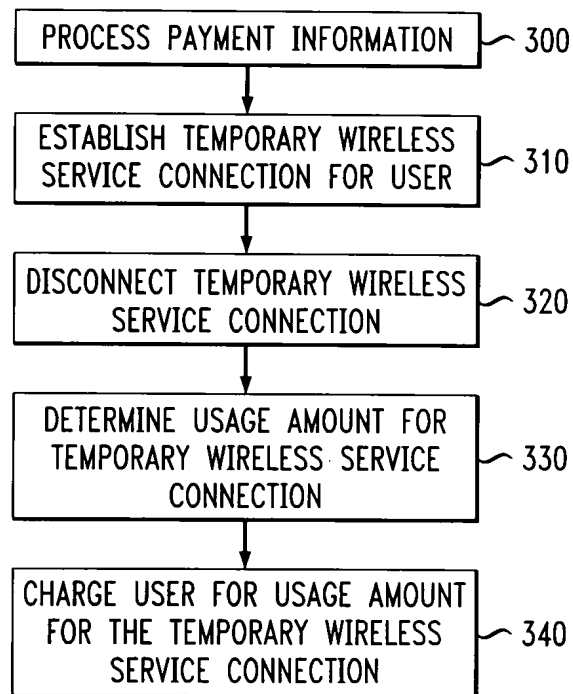 PROCESS PAYMENT INFORMATION
300
ESTABLISH TEMPORARY WIRELESS
SERVICE CONNECTION FOR USER
310
DISCONNECT TEMPORARY WIRELESS
SERVICE CONNECTION
320
DETERMINE USAGE AMOUNT FOR
TEMPORARY WIRELESS SERVICE
CONNECTION
330
CHARGE USER FOR USAGE AMOUNT
FOR THE TEMPORARY WIRELESS
SERVICE CONNECTION
340